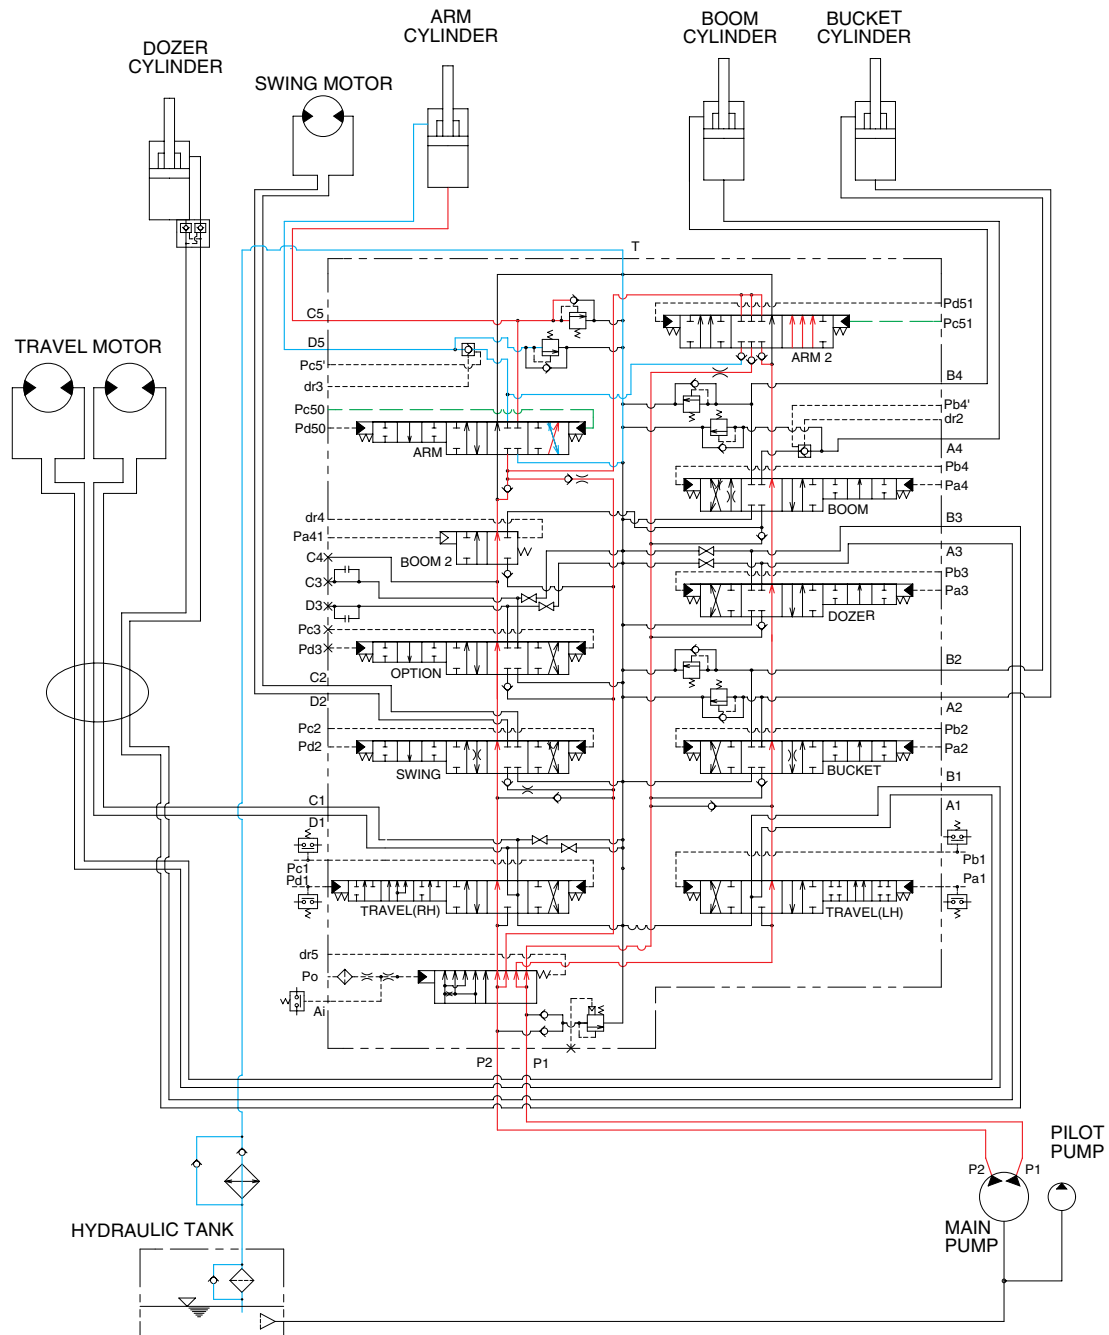 ARM
CYLINDER
BOOM
CYLINDER
BUCKET
CYLINDER
DOZER
CYLINDER
SWING MOTOR
TRAVEL MOTOR
T
C5
D5
Pc5'
dr3
Pc50
Pd50
ARM
Pd51
Pc51
ARM 2
B4
Pb4'
dr2
A4
Pb4
Pa4
BOOM
dr4
Pa41
BOOM 2
C4
C3
D3
Pc3
Pd3
OPTION
B3
A3
Pb3
Pa3
DOZER
C2
D2
Pc2
Pd2
SWING
B2
A2
Pb2
Pa2
BUCKET
C1
D1
Pc1
Pd1
TRAVEL(RH)
B1
A1
Pb1
Pa1
TRAVEL(LH)
dr5
Po
Ai
P2
P1
P2
P1
PILOT
PUMP
MAIN
PUMP
HYDRAULIC TANK